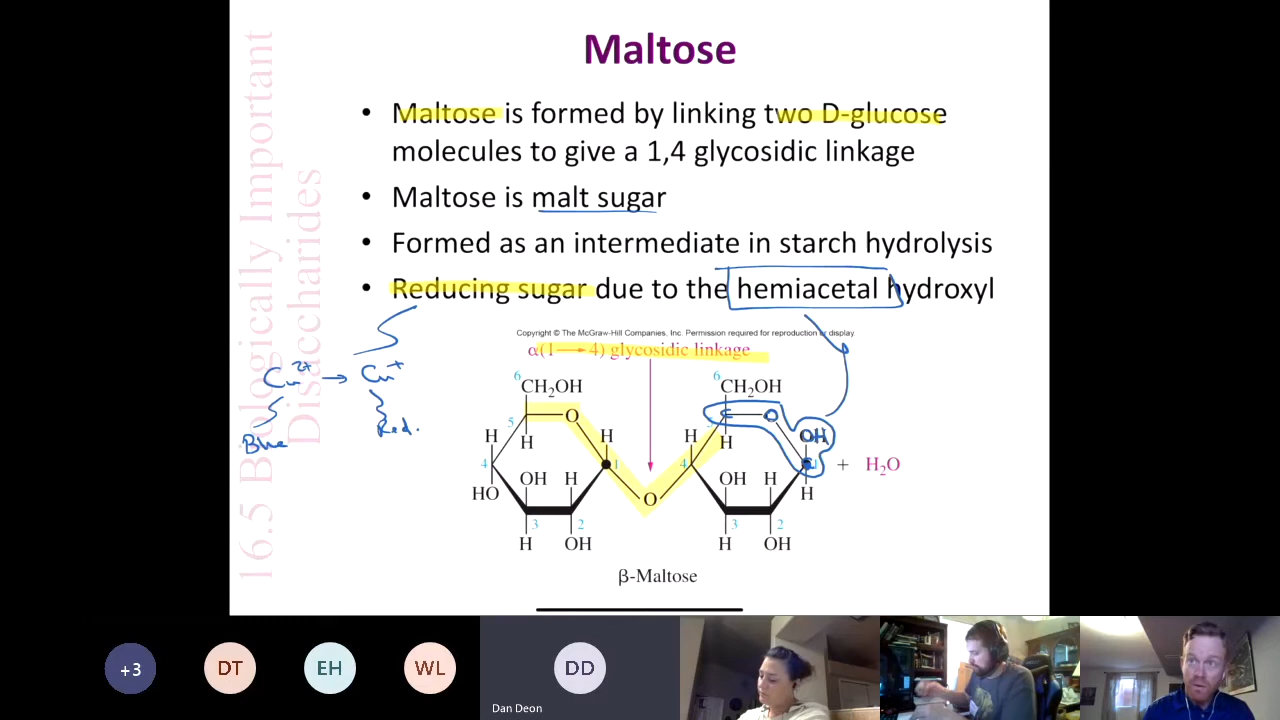 Maltose
16.5 Biologically Important
Disaccharides
• Maltose is formed by linking two D-glucose
molecules to give a 1,4 glycosidic linkage
• Maltose is malt sugar
• Formed as an intermediate in starch hydrolysis
• Reducing sugar due to the hemiacetal hydroxyl
Copyright © The McGraw-Hill Companies, Inc. Permission required for reproduction or display.
α(1 → 4) glycosidic linkage
Cu²⁺ → Cu⁺
Blue
Red.
6 6
CH₂OH CH₂OH
5 O 5 O
H H H H H OH
4 1 4 1 + H₂O
OH H OH H
HO O H
3 2 3 2
H OH H OH
β-Maltose
+3 DT EH WL DD
Dan Deon